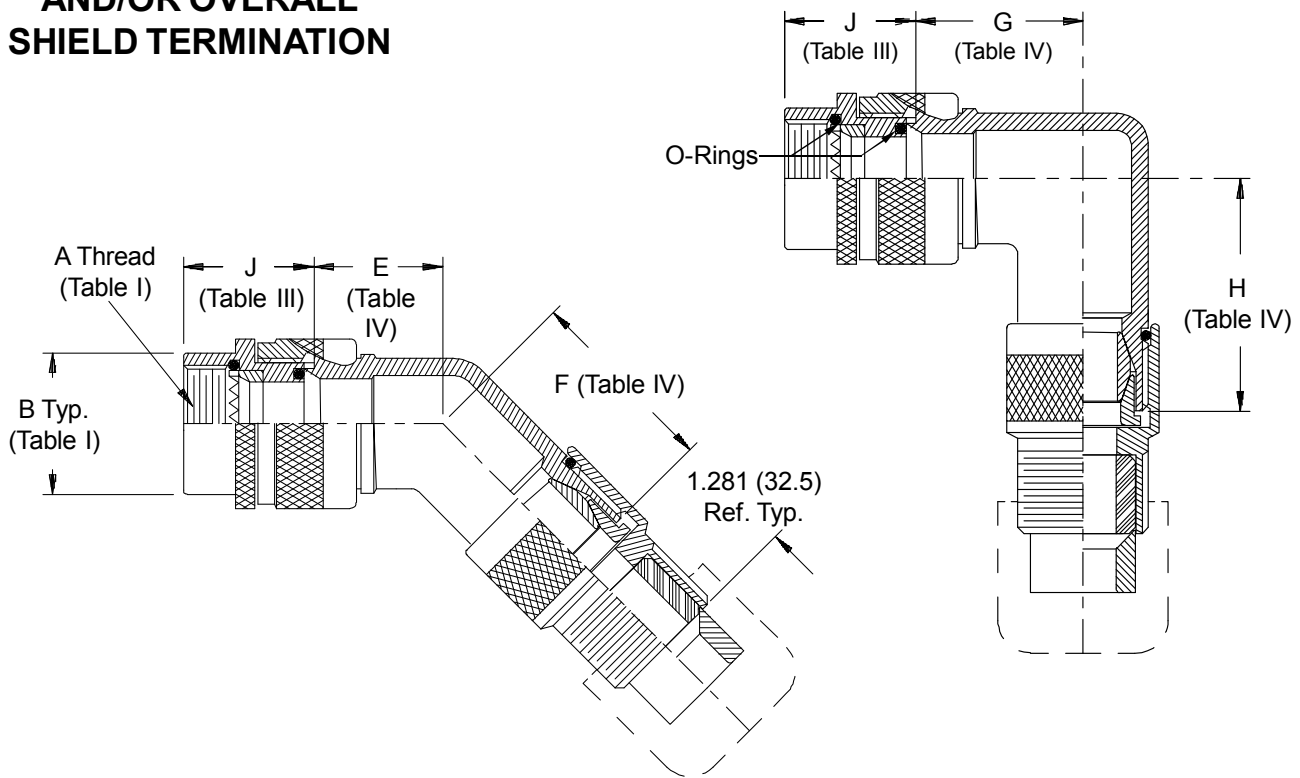 AND/OR OVERALL
SHIELD TERMINATION
J
(Table III)
G
(Table IV)
O-Rings
H
(Table IV)
A Thread
(Table I)
J
(Table III)
E
(Table
IV)
B Typ.
(Table I)
F (Table IV)
1.281 (32.5)
Ref. Typ.